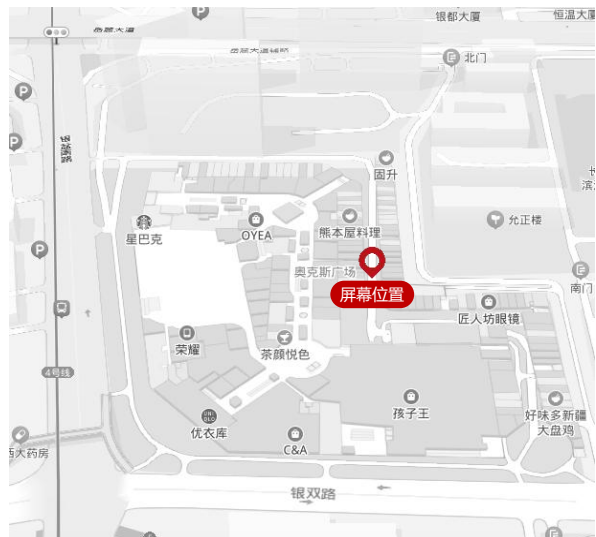 银都大厦
恒温大厦
北门
固升
允正楼
星巴克
OYEA
熊本屋料理
奥克斯广场
屏幕位置
南门
荣耀
茶颜悦色
匠人坊眼镜
4号线
孩子王
好味多新疆
大盘鸡
优衣库
C&A
西大药房
银双路